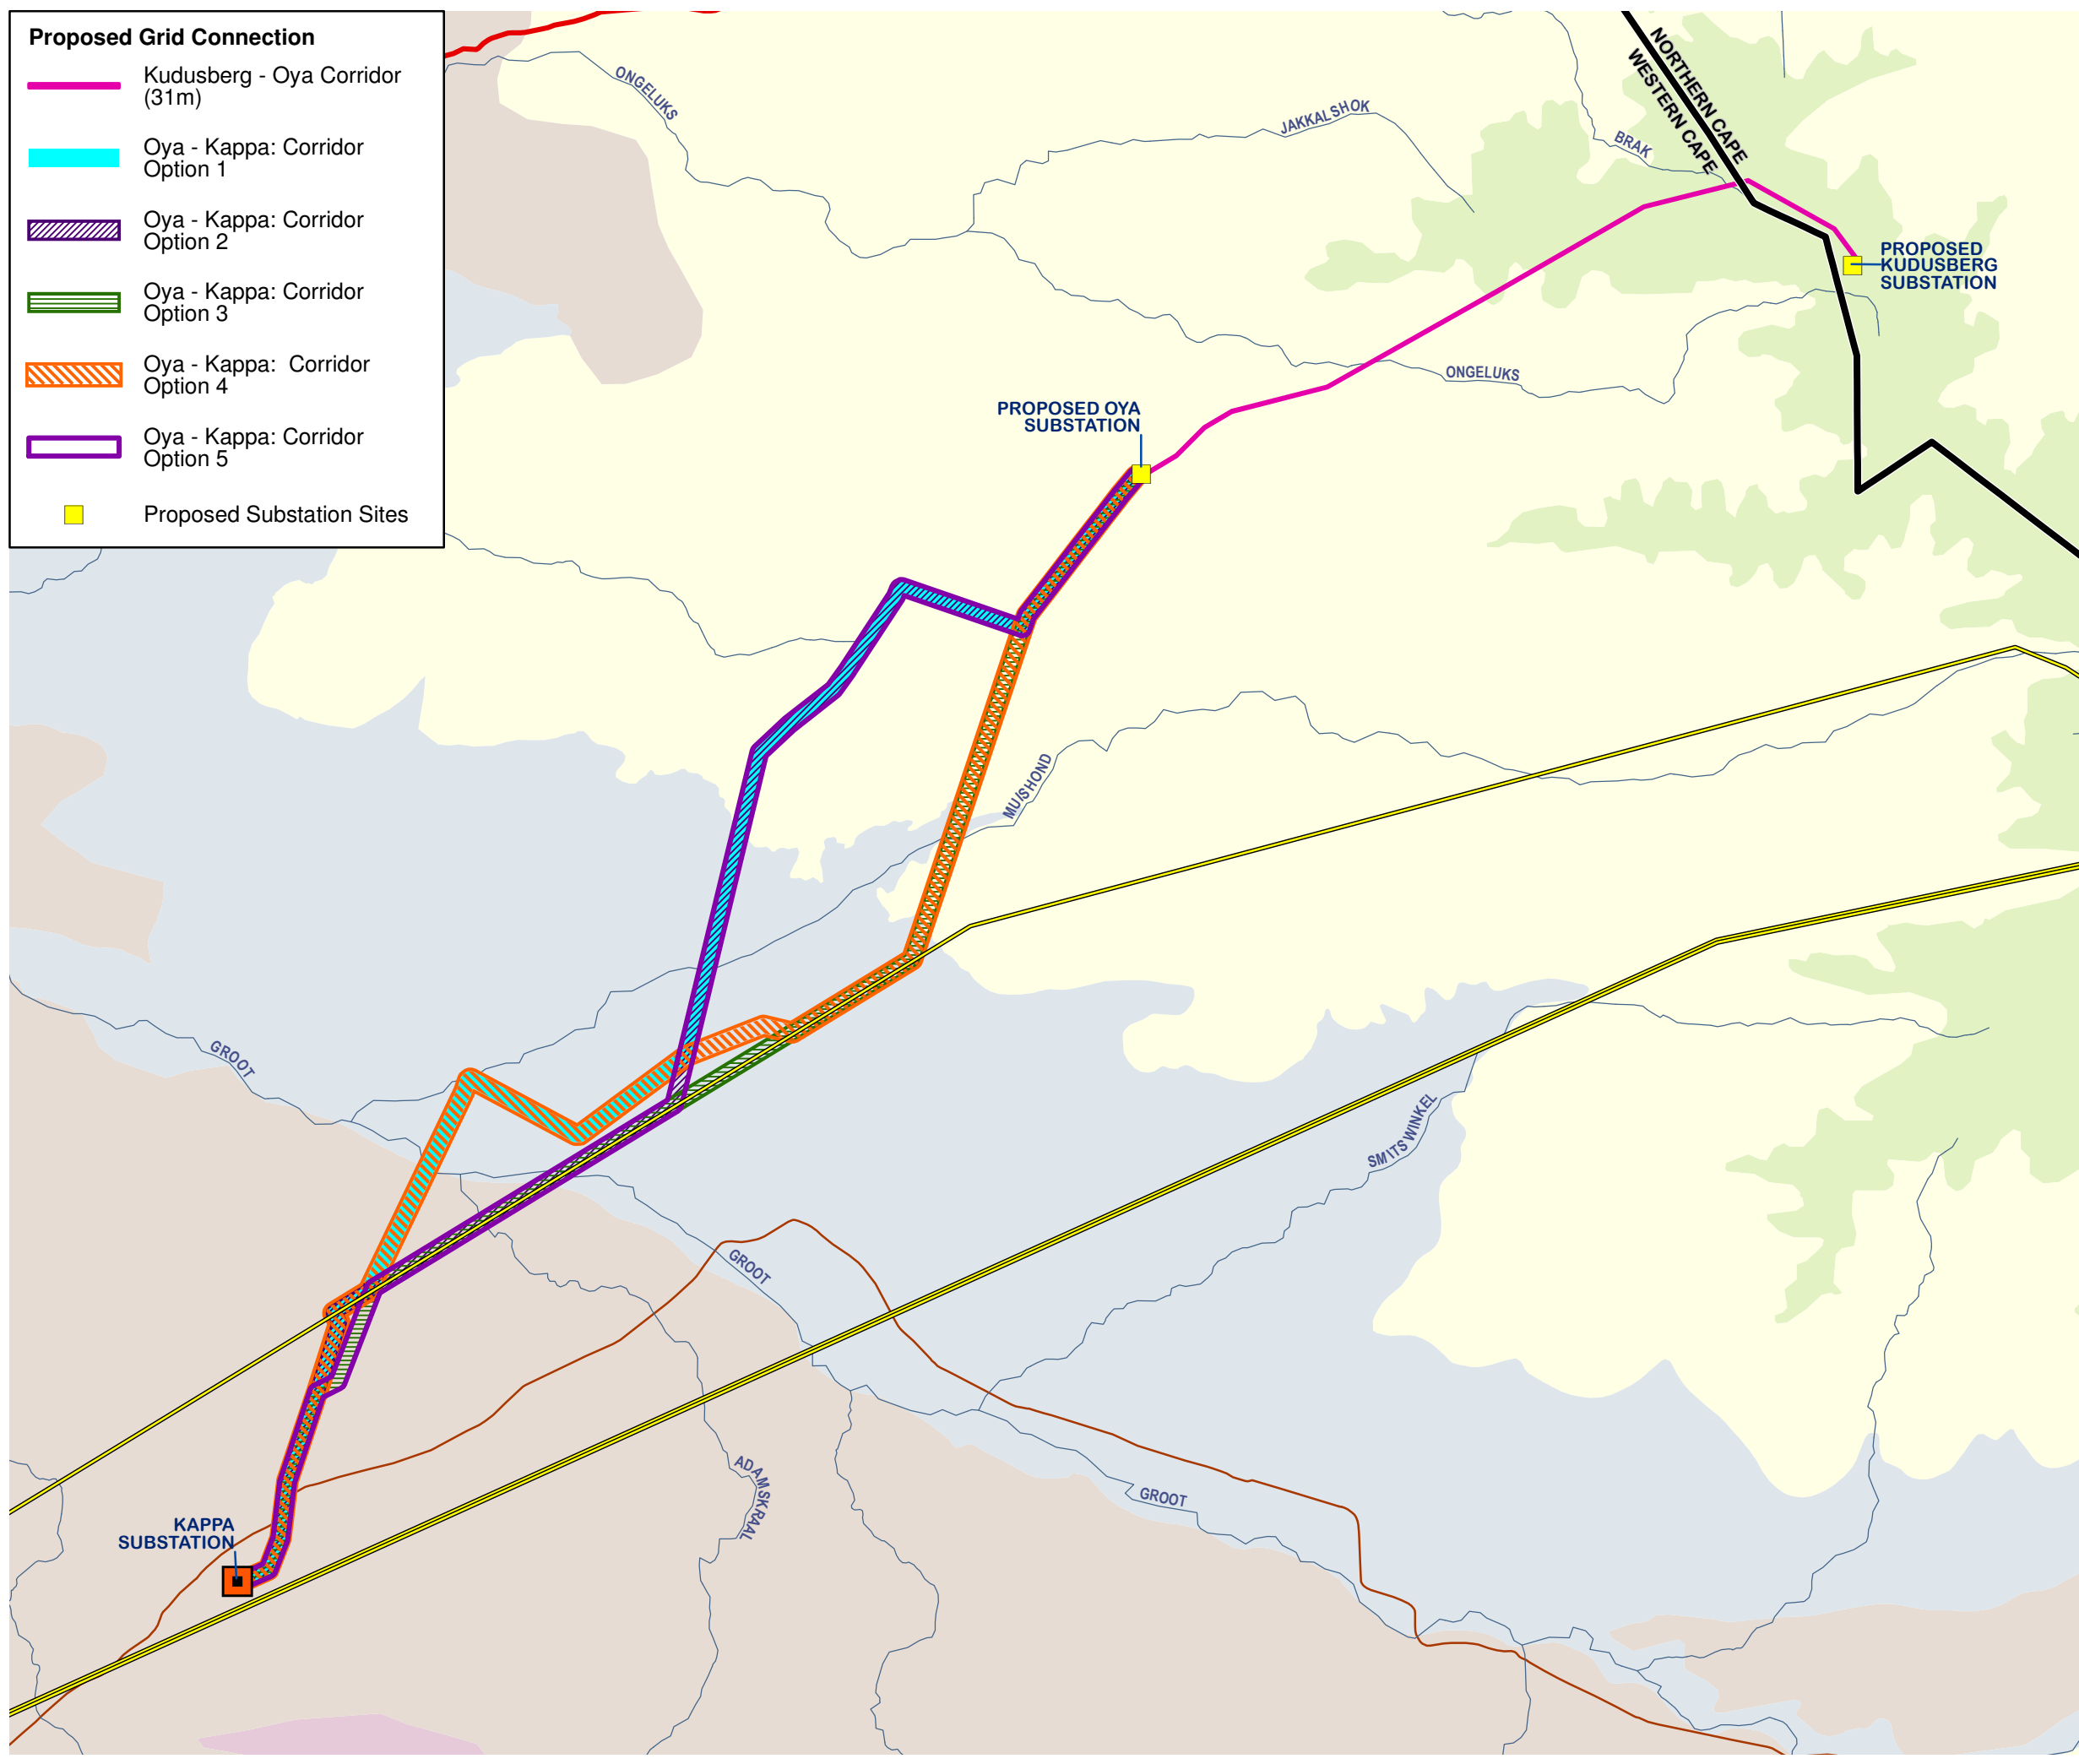 Proposed Grid Connection
Kudusberg - Oya Corridor
(31m)
Oya - Kappa: Corridor
Option 1
Oya - Kappa: Corridor
Option 2
Oya - Kappa: Corridor
Option 3
Oya - Kappa:  Corridor
Option 4
Oya - Kappa: Corridor
Option 5
Proposed Substation Sites
ONGELUKS
JAKKALSHOK
BRAK
NORTHERN CAPE
WESTERN CAPE
PROPOSED
KUDUSBERG
SUBSTATION
ONGELUKS
PROPOSED OYA
SUBSTATION
MUISHOND
GROOT
SMITSWINKEL
GROOT
ADAMSKRAAL
GROOT
KAPPA
SUBSTATION